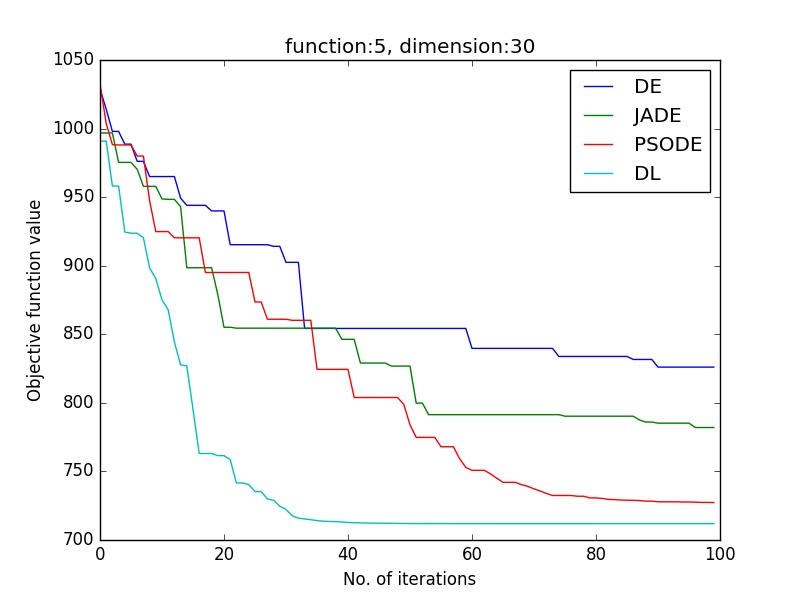 function:5, dimension:30
1050
1000
950
900
850
800
750
700
Objective function value
DE
JADE
PSODE
DL
0
20
40
60
80
100
No. of iterations